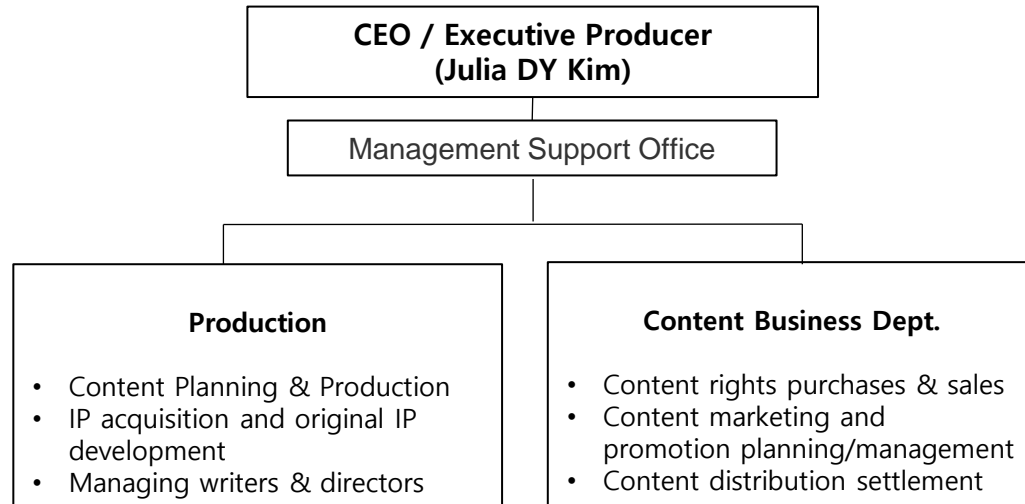 CEO / Executive Producer
(Julia DY Kim)
Management Support Office
Production
• Content Planning & Production
• IP acquisition and original IP
development
• Managing writers & directors
Content Business Dept.
• Content rights purchases & sales
• Content marketing and
promotion planning/management
• Content distribution settlement